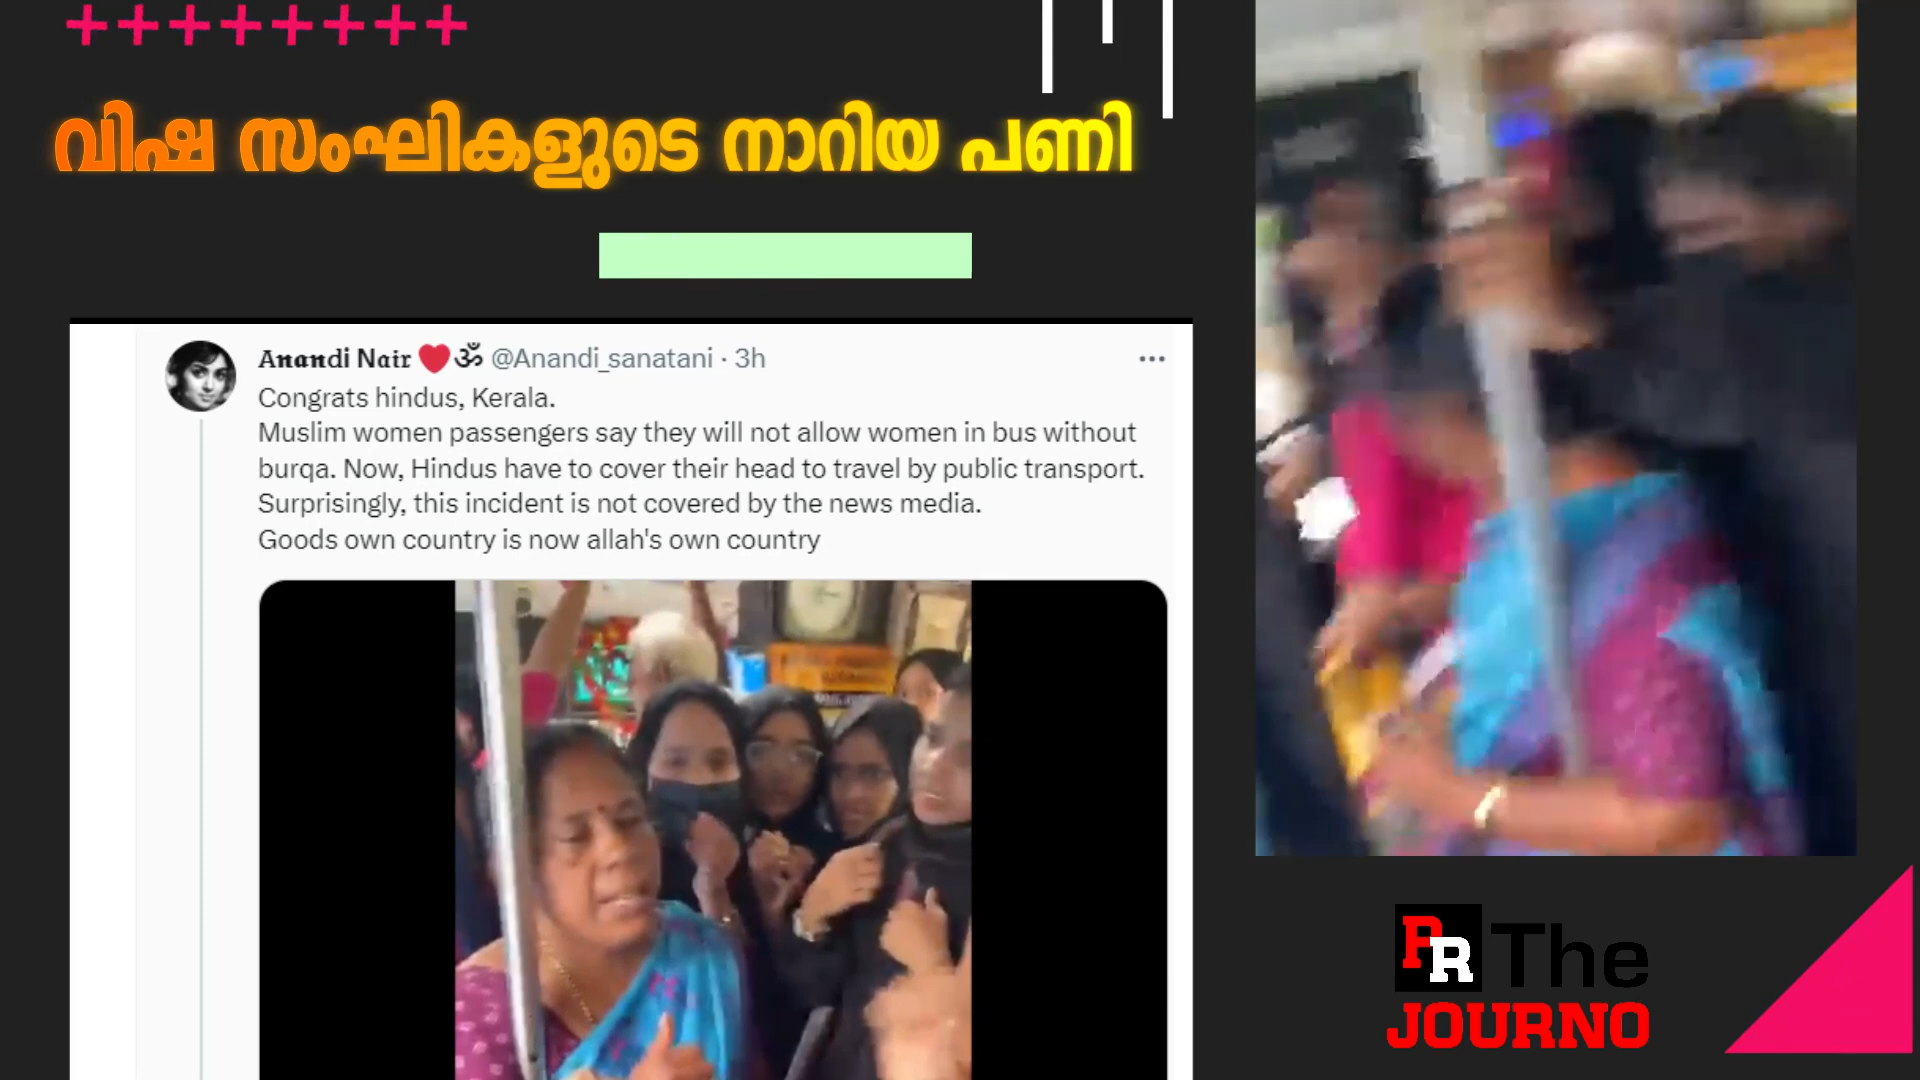 വിഷ സംഘികളുടെ നാറിയ പണി
Anandi Nair ❤️ॐ @Anandi_sanatani · 3h
Congrats hindus, Kerala.
Muslim women passengers say they will not allow women in bus without
burqa. Now, Hindus have to cover their head to travel by public transport.
Surprisingly, this incident is not covered by the news media.
Goods own country is now allah's own country
PR The
JOURNO